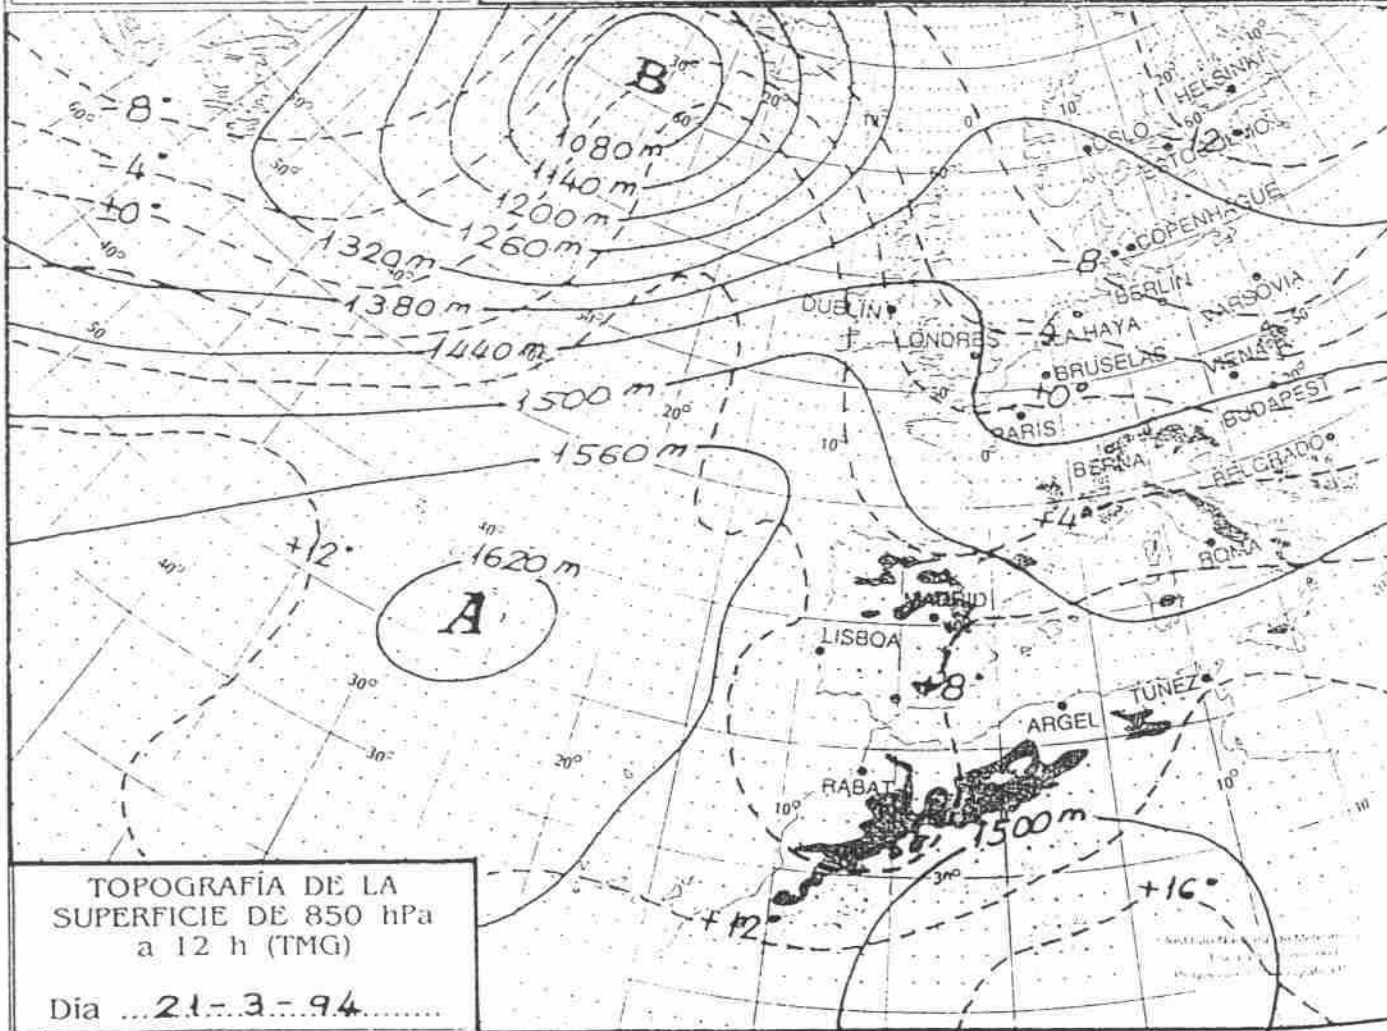 B
HELSINKI
OSLO
ESTOCOLMO
-12°
-8°
-4°
±0°
1080 m
1140 m
1200 m
1260 m
1320 m
1380 m
1440 m
1500 m
1560 m
1620 m
COPENHAGUE
-8°
BERLIN
VARSOVIA
DUBLIN
LONDRES
LA HAYA
BRUSELAS
VIENA
±0
BUDAPEST
PARIS
BERNA
BELGRADO
+4°
ROMA
+12°
A
MADRID
LISBOA
+8°
TUNEZ
ARGEL
RABAT
1500 m
+16°
+12°
TOPOGRAFÍA DE LA
SUPERFICIE DE 850 hPa
a 12 h (TMG)
Día ...21-3-94........